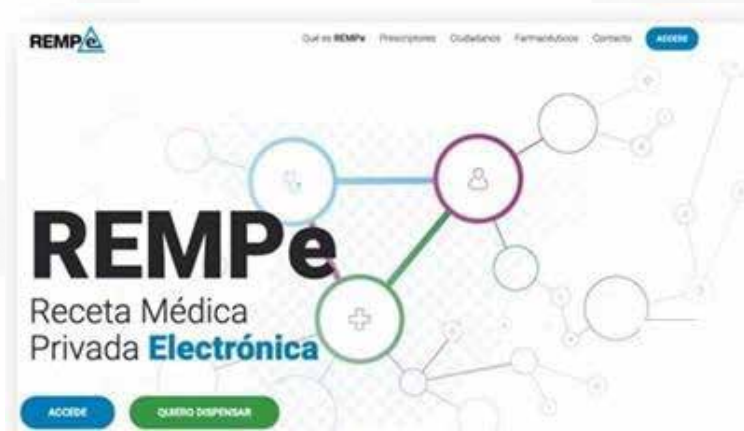 REMPe
Qué es REMPe Prescriptores Ciudadanos Farmacéuticos Contacto ACCEDE
REMPe
Receta Médica
Privada Electrónica
ACCEDE QUIERO DISPENSAR